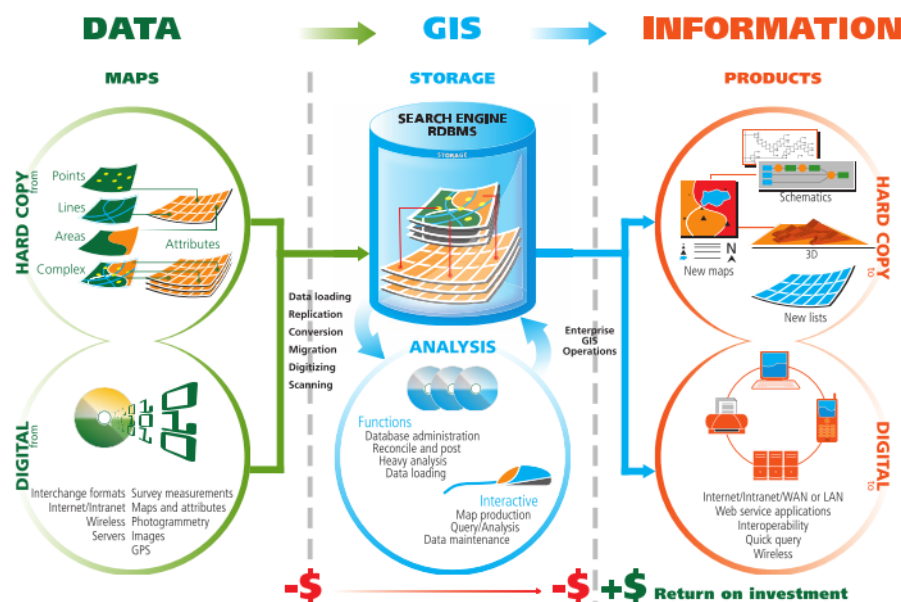 DATA
GIS
INFORMATION
MAPS
STORAGE
PRODUCTS
HARD COPY
from
Points
Lines
Areas
Attributes
Complex
DIGITAL
from
Interchange formats
Internet/Intranet
Wireless
Servers
Survey measurements
Maps and attributes
Photogrammetry
Images
GPS
Data loading
Replication
Conversion
Migration
Digitizing
Scanning
SEARCH ENGINE
RDBMS
STORAGE
ANALYSIS
Functions
Database administration
Reconcile and post
Heavy analysis
Data loading
Interactive
Map production
Query/Analysis
Data maintenance
Enterprise
GIS
Operations
HARD COPY
to
Schematics
N
New maps
3D
New lists
DIGITAL
to
Internet/Intranet/WAN or LAN
Web service applications
Interoperability
Quick query
Wireless
-$
-$
+$ Return on investment